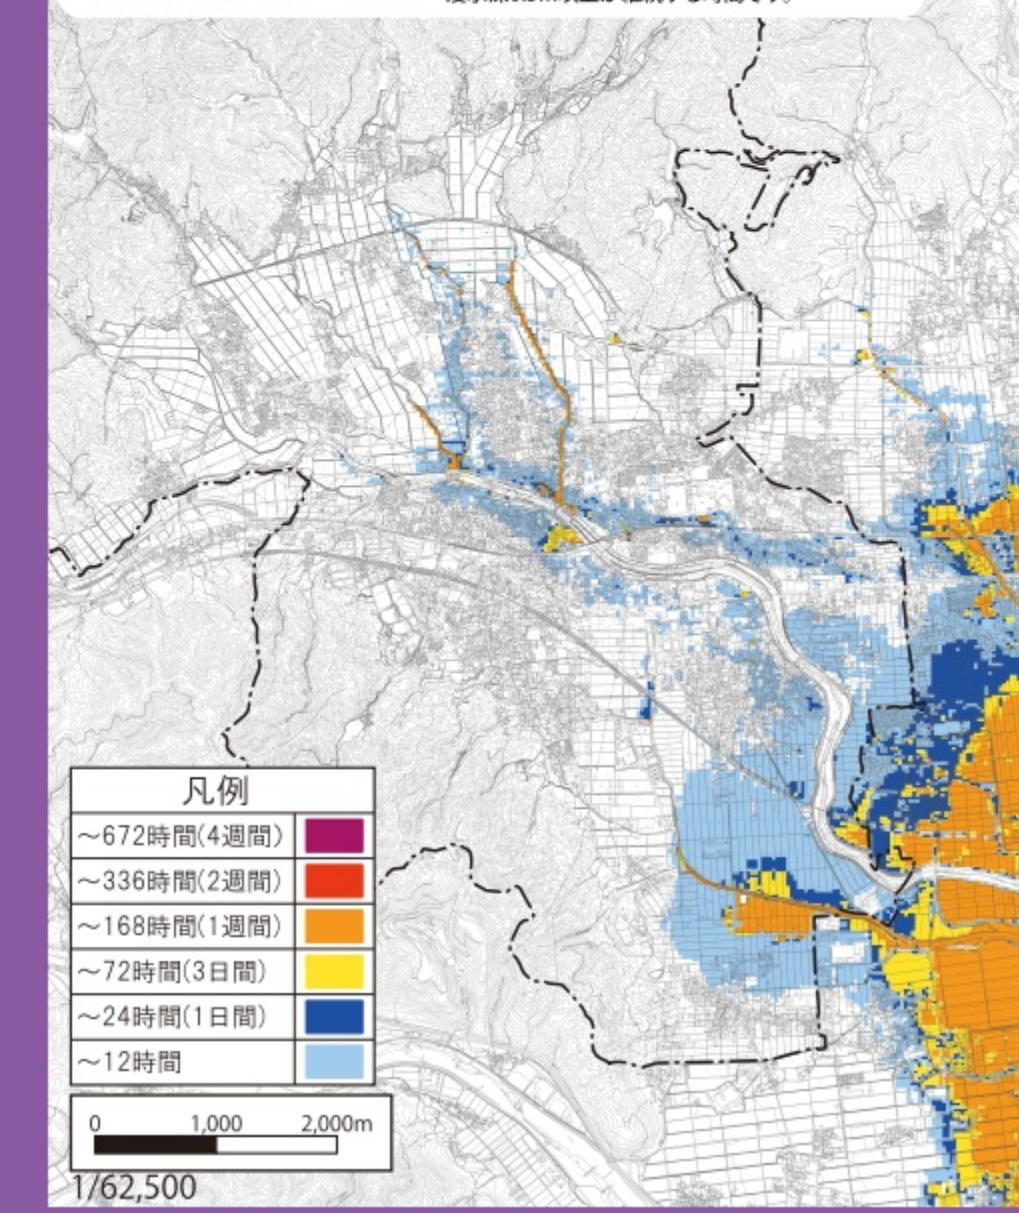 凡例
～672時間(4週間)
～336時間(2週間)
～168時間(1週間)
～72時間(3日間)
～24時間(1日間)
～12時間
0 1,000 2,000m
1/62,500